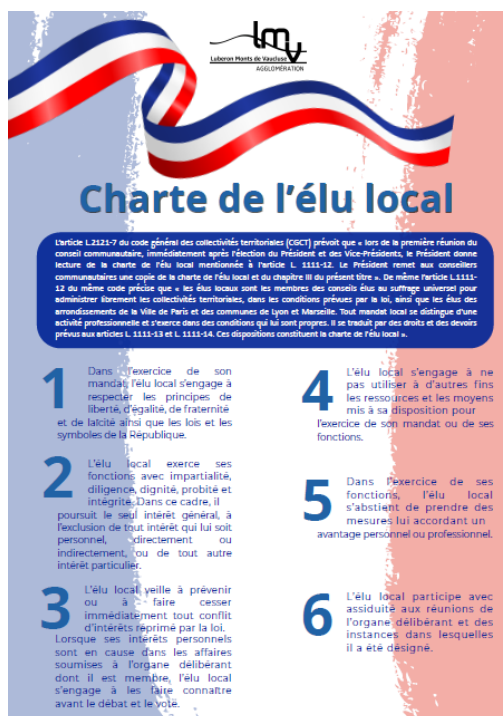 lmv
Luberon Monts de Vaucluse
AGGLOMÉRATION
Charte de l'élu local
L'article L.2121-7 du code général des collectivités territoriales (CGCT) prévoit que « lors de la première réunion du
conseil communautaire, immédiatement après l'élection du Président et des Vice-Présidents, le Président donne
lecture de la charte de l'élu local mentionnée à l'article L. 1111-12. Le Président remet aux conseillers
communautaires une copie de la charte de l'élu local et du chapitre III du présent titre ». De même l'article L.1111-
12 du même code précise que « les élus locaux sont les membres des conseils élus au suffrage universel pour
administrer librement les collectivités territoriales, dans les conditions prévues par la loi, ainsi que les élus des
arrondissements de la Ville de Paris et des communes de Lyon et Marseille. Tout mandat local se distingue d'une
activité professionnelle et s'exerce dans des conditions qui lui sont propres. Il se traduit par des droits et des devoirs
prévus aux articles L. 1111-13 et L. 1111-14. Ces dispositions constituent la charte de l'élu local ».
1 Dans l'exercice de son
mandat, l'élu local s'engage à
respecter les principes de
liberté, d'égalité, de fraternité
et de laïcité ainsi que les lois et les
symboles de la République.
2 L'élu local exerce ses
fonctions avec impartialité,
diligence, dignité, probité et
intégrité. Dans ce cadre, il
poursuit le seul intérêt général, à
l'exclusion de tout intérêt qui lui soit
personnel, directement ou
indirectement, ou de tout autre
intérêt particulier.
3 L'élu local veille à prévenir
ou à faire cesser
immédiatement tout conflit
d'intérêts réprimé par la loi.
Lorsque ses intérêts personnels
sont en cause dans les affaires
soumises à l'organe délibérant
dont il est membre, l'élu local
s'engage à les faire connaître
avant le débat et le vote.
4 L'élu local s'engage à ne
pas utiliser à d'autres fins
les ressources et les moyens
mis à sa disposition pour
l'exercice de son mandat ou de ses
fonctions.
5 Dans l'exercice de ses
fonctions, l'élu local
s'abstient de prendre des
mesures lui accordant un
avantage personnel ou professionnel.
6 L'élu local participe avec
assiduité aux réunions de
l'organe délibérant et des
instances dans lesquelles
il a été désigné.